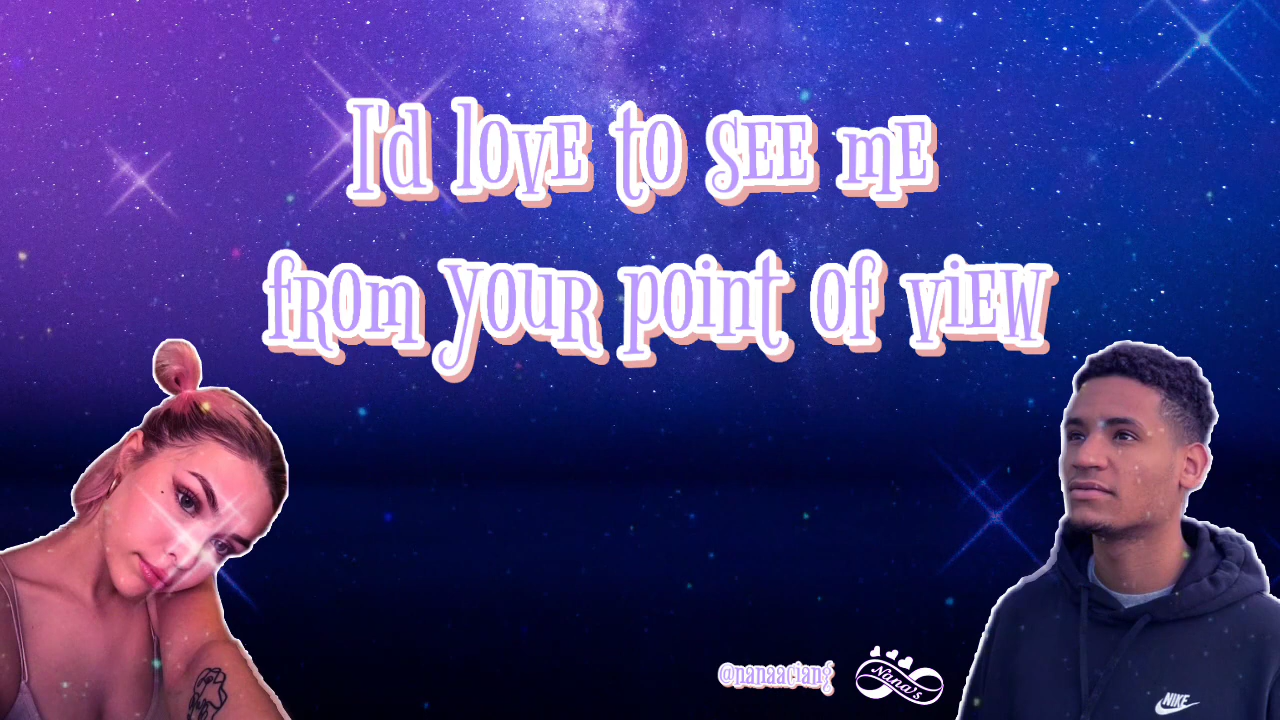 I'd love to see me
from your point of view
@nanaaciang
Nana's
NIKE